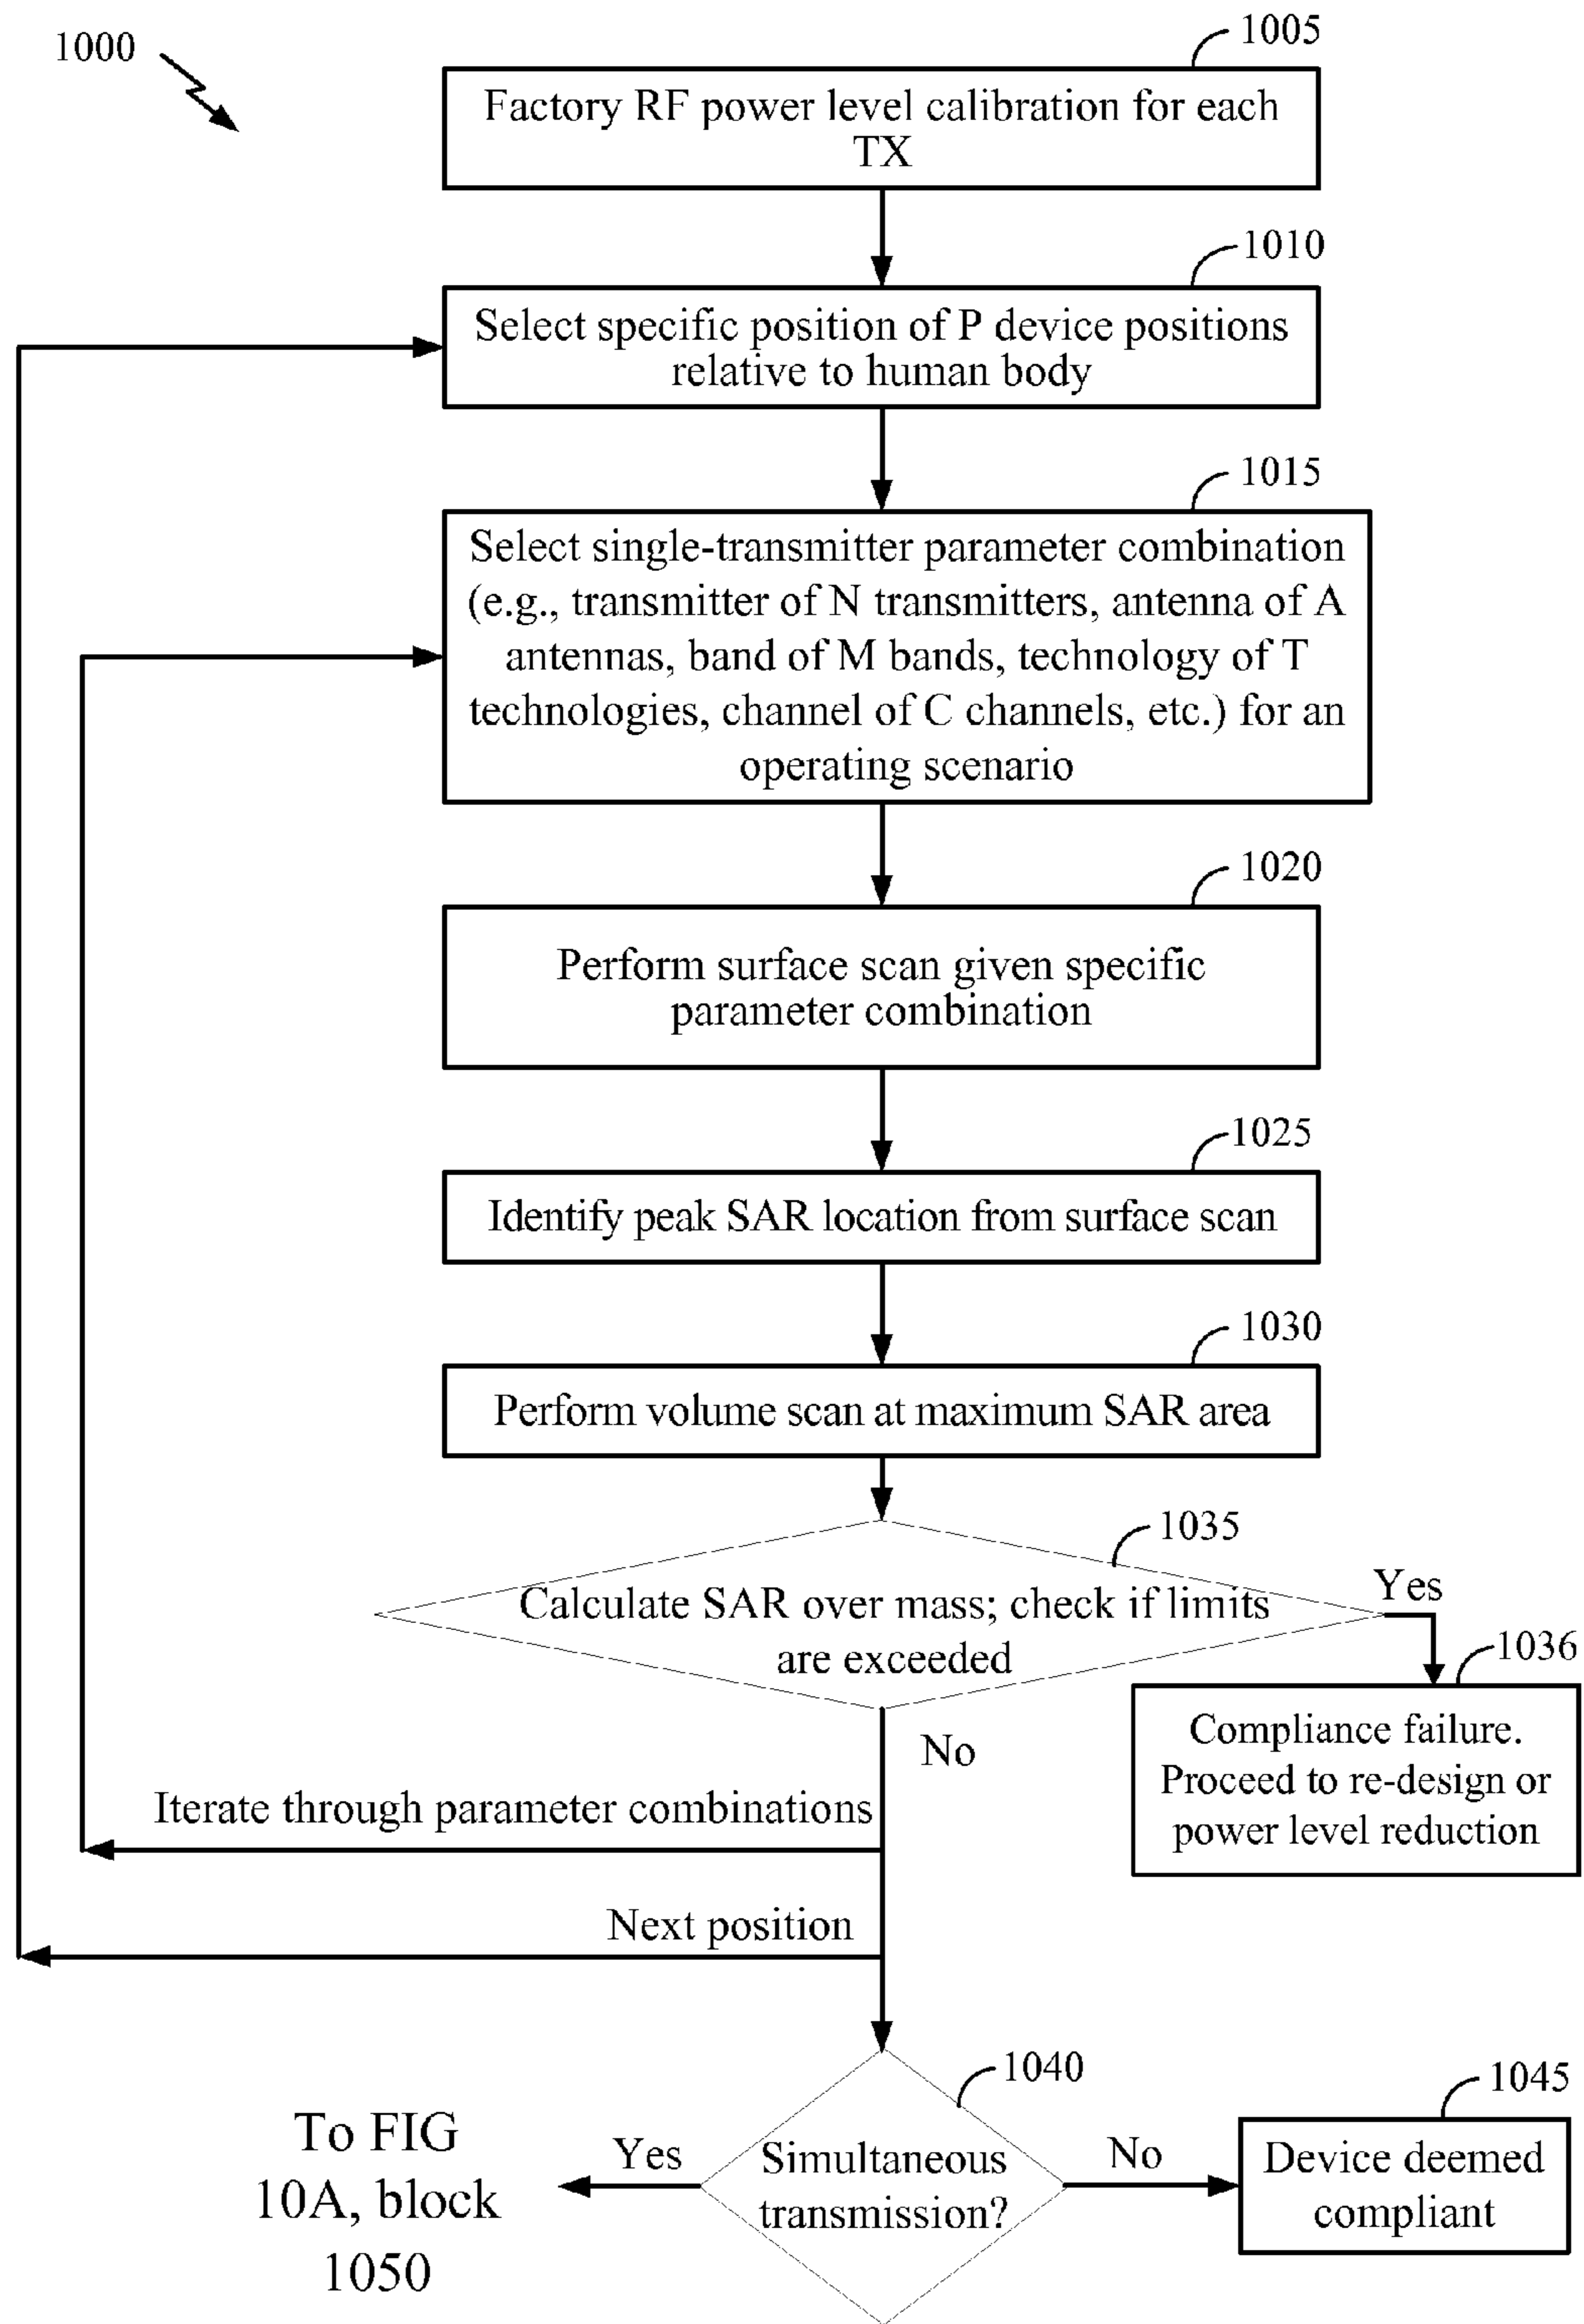 1000
1005
Factory RF power level calibration for each
TX
1010
Select specific position of P device positions
relative to human body
1015
Select single-transmitter parameter combination
(e.g., transmitter of N transmitters, antenna of A
antennas, band of M bands, technology of T
technologies, channel of C channels, etc.) for an
operating scenario
1020
Perform surface scan given specific
parameter combination
1025
Identify peak SAR location from surface scan
1030
Perform volume scan at maximum SAR area
1035
Calculate SAR over mass; check if limits
are exceeded
Yes
1036
Compliance failure.
Proceed to re-design or
power level reduction
No
Iterate through parameter combinations
Next position
1040
Simultaneous
transmission?
Yes
To FIG
10A, block
1050
No
1045
Device deemed
compliant